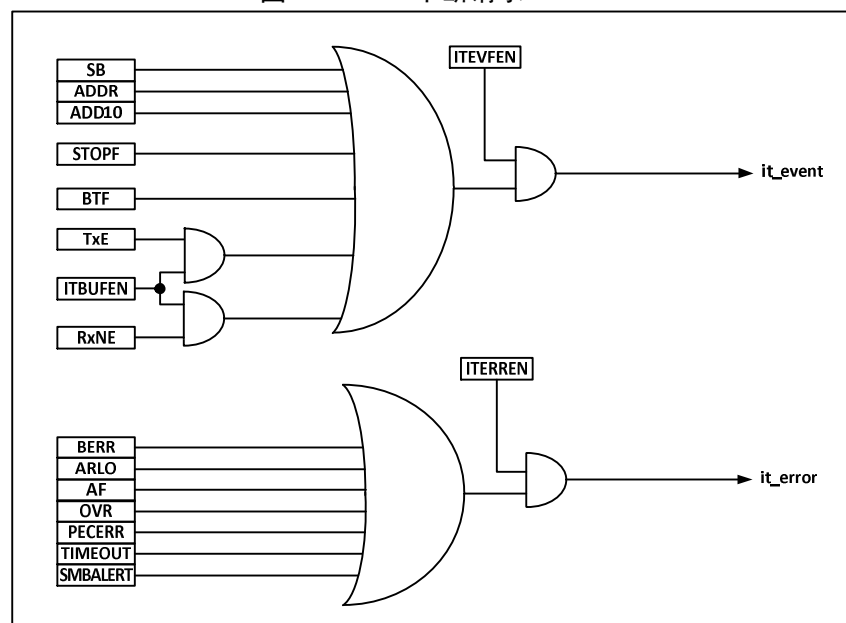 ITEVFEN
SB
ADDR
ADD10
STOPF
it_event
BTF
TxE
ITBUFEN
RxNE
ITERREN
BERR
ARLO
AF
OVR
PECERR
TIMEOUT
SMBALERT
it_error